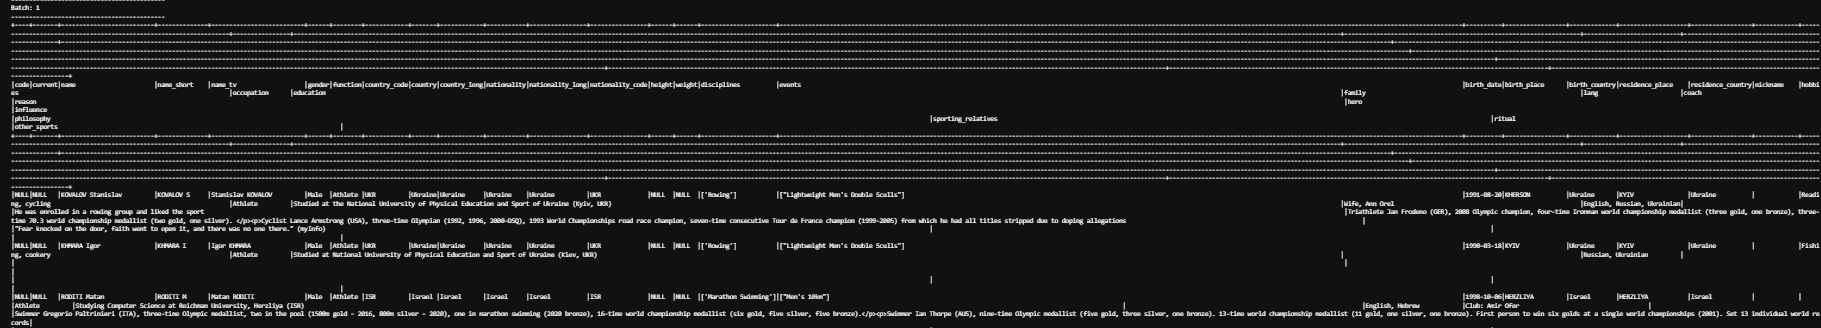 Batch: 1
|code|current|name |name_short |name_tv |gender|function|country_code|country|country_long|nationality|nationality_long|nationality_code|height|weight|disciplines |events |birth_date|birth_place |birth_country|residence_place |residence_country|nickname |hobbi
es |occupation |education |family |lang |coach
|reason |hero
|influence
|philosophy |sporting_relatives |ritual
|other_sports |
|NULL|NULL |KOVALOV Stanislav |KOVALOV S |Stanislav KOVALOV |Male |Athlete |UKR |Ukraine|Ukraine |Ukraine |Ukraine |UKR |NULL |NULL |['Rowing'] |["Lightweight Men's Double Sculls"] |1991-08-20|KHERSON |Ukraine |KYIV |Ukraine | |Readi
ng, cycling |Athlete |Studied at the National University of Physical Education and Sport of Ukraine (Kyiv, UKR) |Wife, Ann Orel |English, Russian, Ukrainian|
|He was enrolled in a rowing group and liked the sport |Triathlete Jan Frodeno (GER), 2008 Olympic champion, four-time Ironman world championship medallist (three gold, one bronze), three-
time 70.3 world championship medallist (two gold, one silver). </p><p>Cyclist Lance Armstrong (USA), three-time Olympian (1992, 1996, 2000-DSQ), 1993 World Championships road race champion, seven-time consecutive Tour de France champion (1999-2005) from which he had all titles stripped due to doping allegations |
|"Fear knocked on the door, faith went to open it, and there was no one there." (myInfo) | |
| |
|NULL|NULL |KHMARA Igor |KHMARA I |Igor KHMARA |Male |Athlete |UKR |Ukraine|Ukraine |Ukraine |Ukraine |UKR |NULL |NULL |['Rowing'] |["Lightweight Men's Double Sculls"] |1990-03-18|KYIV |Ukraine |KYIV |Ukraine | |Fishi
ng, cookery |Athlete |Studied at National University of Physical Education and Sport of Ukraine (Kiev, UKR) | |Russian, Ukrainian |
| |
|
| | |
| |
|NULL|NULL |RODITI Matan |RODITI M |Matan RODITI |Male |Athlete |ISR |Israel |Israel |Israel |Israel |ISR |NULL |NULL |['Marathon Swimming']|["Men's 10km"] |1998-10-06|HERZLIYA |Israel |HERZLIYA |Israel | |
|Athlete |Studying Computer Science at Reichman University, Herzliya (ISR) | |English, Hebrew |Club: Amir Ofer |
|Swimmer Gregorio Paltrinieri (ITA), three-time Olympic medallist, two in the pool (1500m gold - 2016, 800m silver - 2020), one in marathon swimming (2020 bronze), 16-time world championship medallist (six gold, five silver, five bronze).</p><p>Swimmer Ian Thorpe (AUS), nine-time Olympic medallist (five gold, three silver, one bronze). 13-time world championship medallist (11 gold, one silver, one bronze). First person to win six golds at a single world championships (2001). Set 13 individual world re
cords|